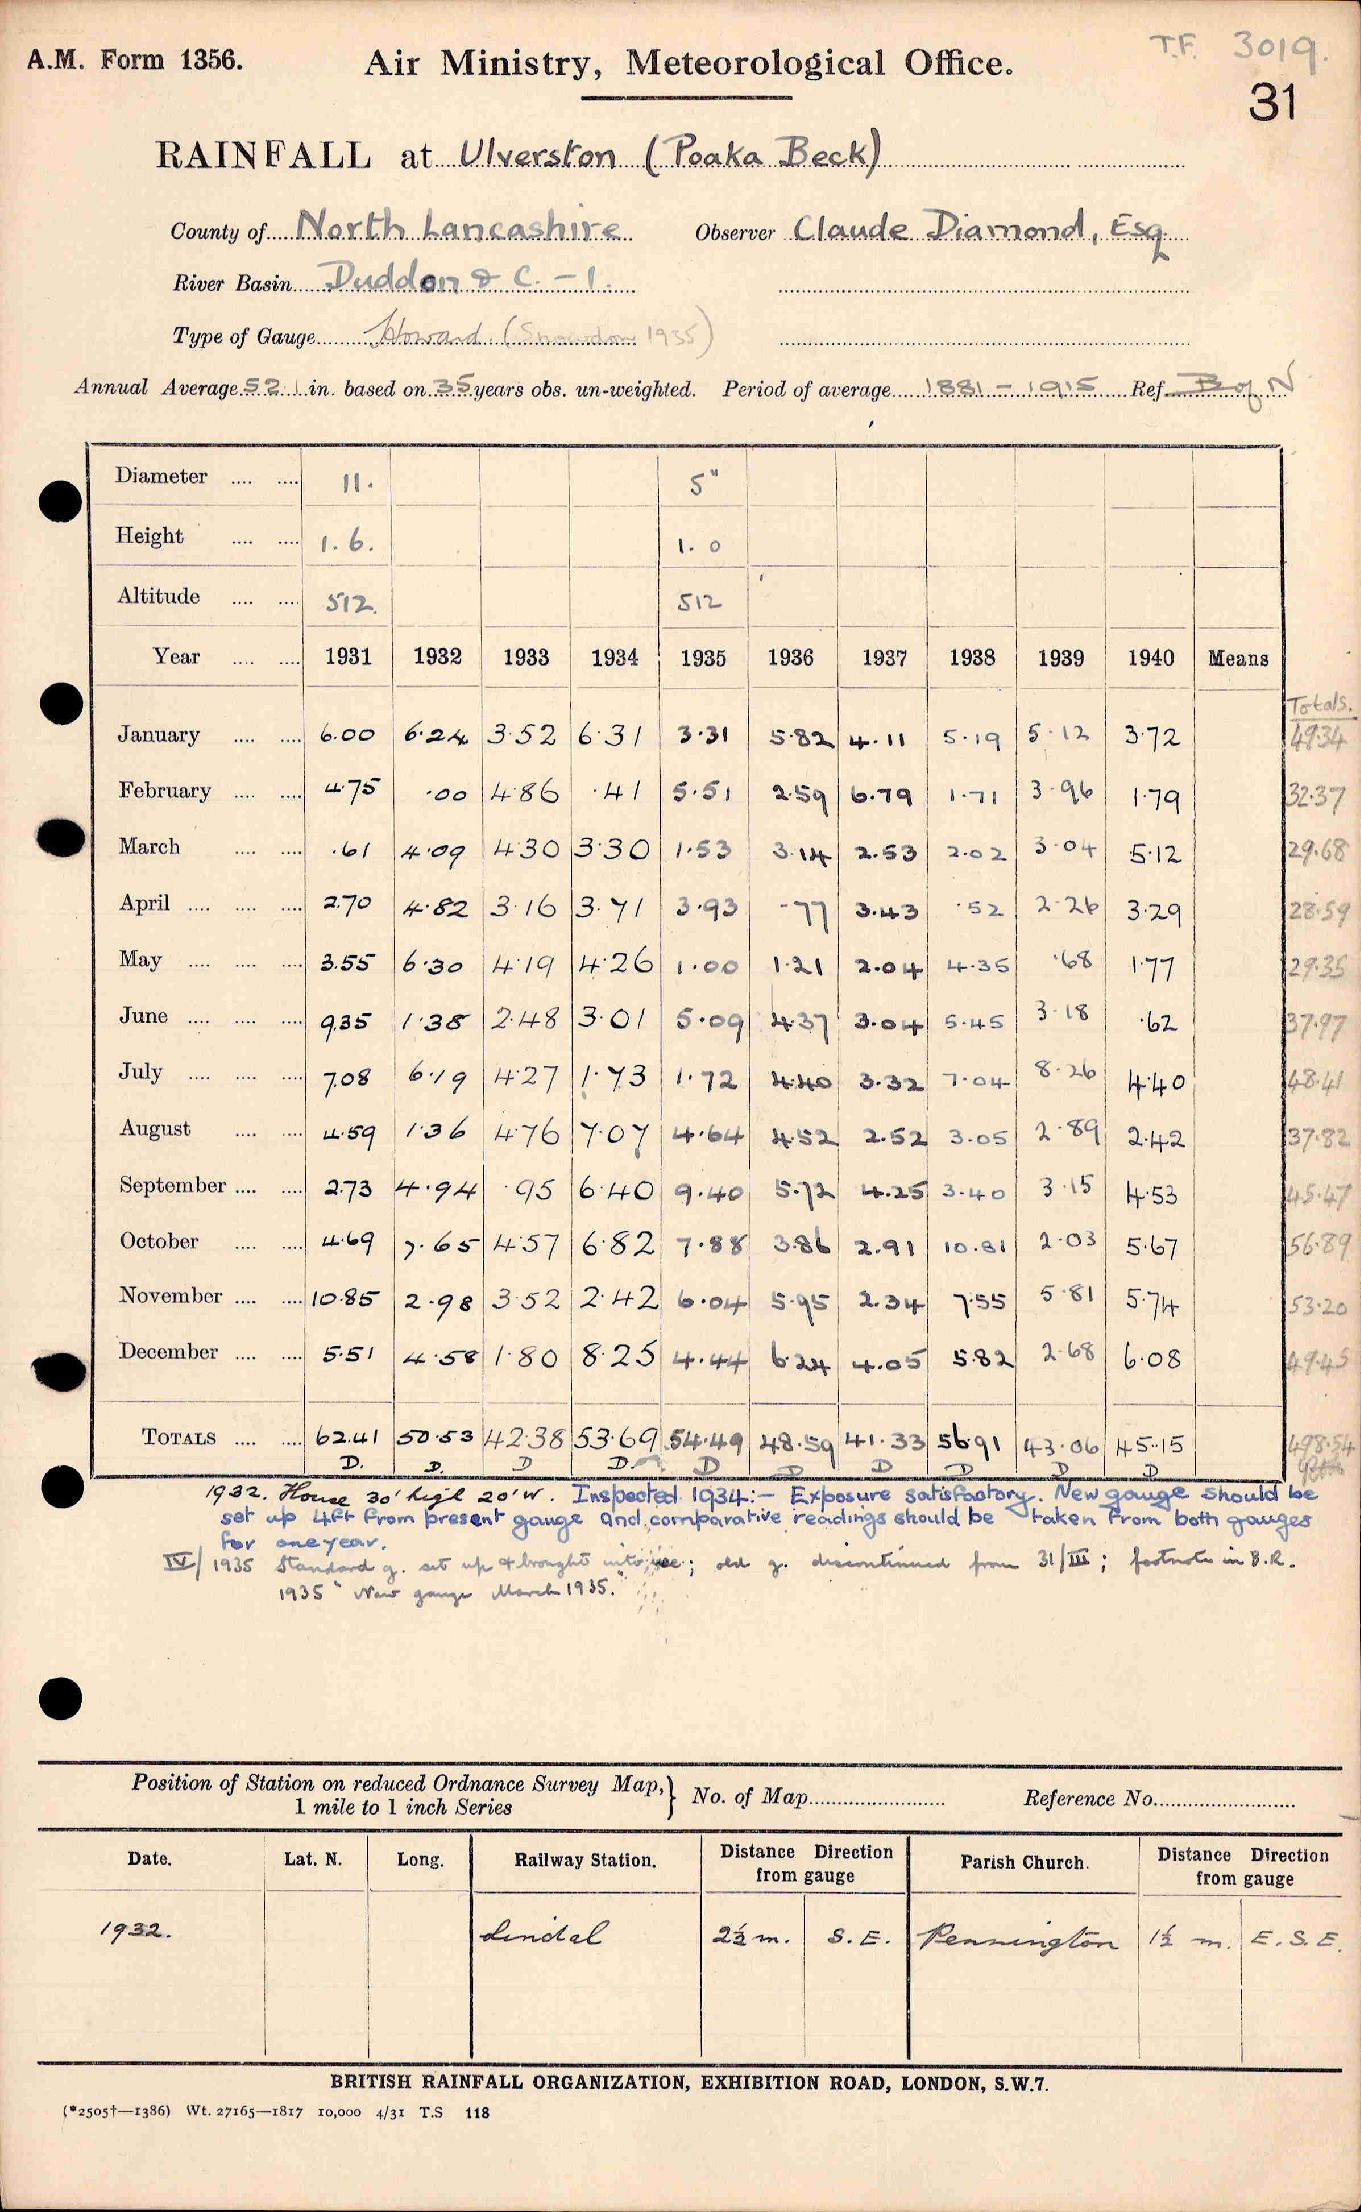 A.M. Form 1356. Air Ministry, Meteorological Office. T.F. 3019.
31
RAINFALL at Ulverston (Poaka Beck)
County of North Lancashire Observer Claude Diamond, Esq
River Basin Duddon & C. – 1.
Type of Gauge Howard. (Snowdon 1935)
Annual Average 52.1 in. based on 35 years obs. un-weighted. Period of average 1881 – 1915 Ref. B of N
Diameter 11. 5"
Height 1.6. 1.0
Altitude 512. 512
Year 1931 1932 1933 1934 1935 1936 1937 1938 1939 1940 Means
Totals.
January 6.00 6.24 3.52 6.31 3.31 5.82 4.11 5.19 5.12 3.72 49.34
February 4.75 .00 4.86 .41 5.51 2.59 6.79 1.71 3.96 1.79 32.37
March .61 4.09 4.30 3.30 1.53 3.14 2.53 2.02 3.04 5.12 29.68
April 2.70 4.82 3.16 3.71 3.93 .77 3.43 .52 2.26 3.29 28.59
May 3.55 6.30 4.19 4.26 1.00 1.21 2.04 4.35 .68 1.77 29.35
June 9.35 1.38 2.48 3.01 5.09 4.37 3.04 5.45 3.18 .62 37.97
July 7.08 6.19 4.27 1.73 1.72 4.40 3.32 7.04 8.26 4.40 48.41
August 4.59 1.36 4.76 7.07 4.64 4.52 2.52 3.05 2.89 2.42 37.82
September 2.73 4.94 .95 6.40 9.40 5.72 4.25 3.40 3.15 4.53 45.47
October 4.69 7.65 4.57 6.82 7.88 3.86 2.91 10.81 2.03 5.67 56.89
November 10.85 2.98 3.52 2.42 6.04 5.95 2.34 7.55 5.81 5.74 53.20
December 5.51 4.58 1.80 8.25 4.44 6.24 4.05 5.82 2.68 6.08 49.45
TOTALS 62.41 50.53 42.38 53.69 54.49 48.59 41.33 56.91 43.06 45.15 498.54
D. D. D D. D D D D D D
1932. House 30' high 20' W. Inspected 1934:– Exposure satisfactory. New gauge should be
set up 4ft from present gauge and comparative readings should be taken from both gauges
for one year.
IV/1935 Standard g. set up & brought into use; old g. discontinued from 31/III; footnote in B.R.
1935 "New gauge March 1935."
Position of Station on reduced Ordnance Survey Map, 1 mile to 1 inch Series } No. of Map Reference No.
Date. Lat. N. Long. Railway Station. Distance Direction from gauge Parish Church. Distance Direction from gauge
1932. Lindal 2½ m. S.E. Pennington 1½ m. E.S.E.
BRITISH RAINFALL ORGANIZATION, EXHIBITION ROAD, LONDON, S.W.7.
(*2505†—1386) Wt. 27165—1817 10,000 4/31 T.S 118